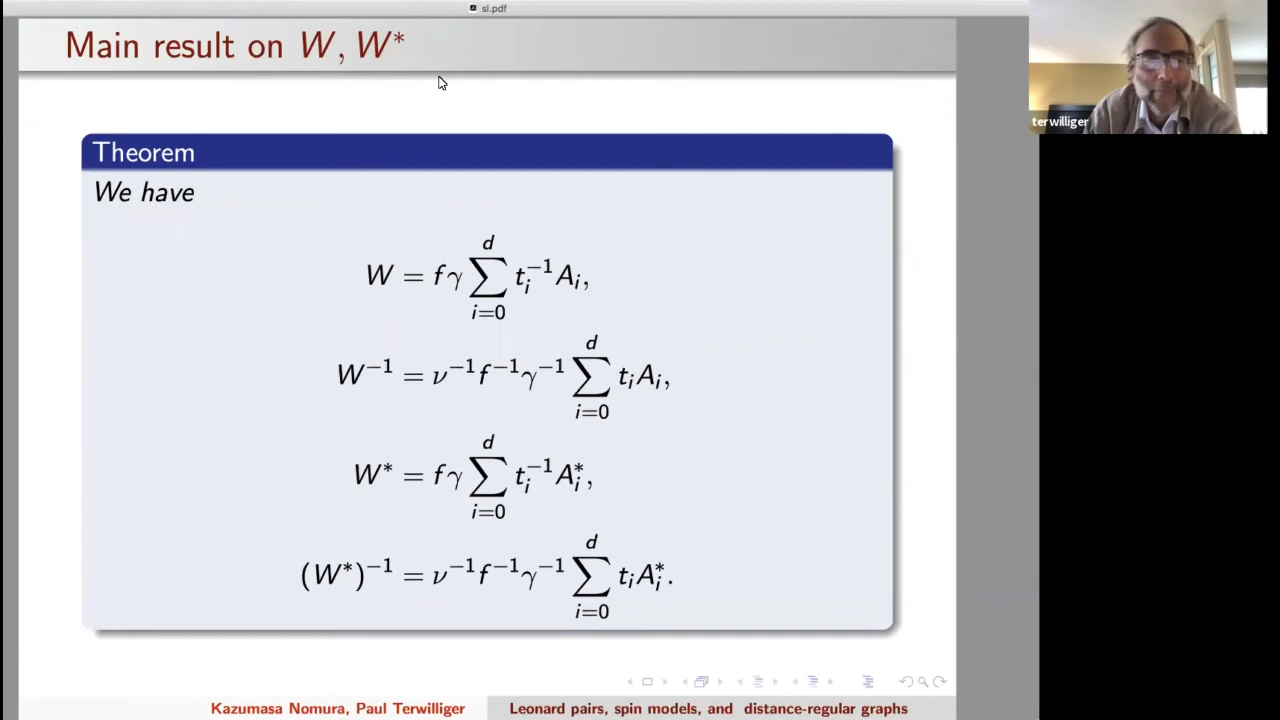 sl.pdf
Main result on W, W*
terwilliger
Theorem
We have
W = fγ ∑_{i=0}^{d} t_i^{-1} A_i,
W^{-1} = ν^{-1} f^{-1} γ^{-1} ∑_{i=0}^{d} t_i A_i,
W* = fγ ∑_{i=0}^{d} t_i^{-1} A_i^*,
(W*)^{-1} = ν^{-1} f^{-1} γ^{-1} ∑_{i=0}^{d} t_i A_i^*.
Kazumasa Nomura, Paul Terwilliger
Leonard pairs, spin models, and distance-regular graphs